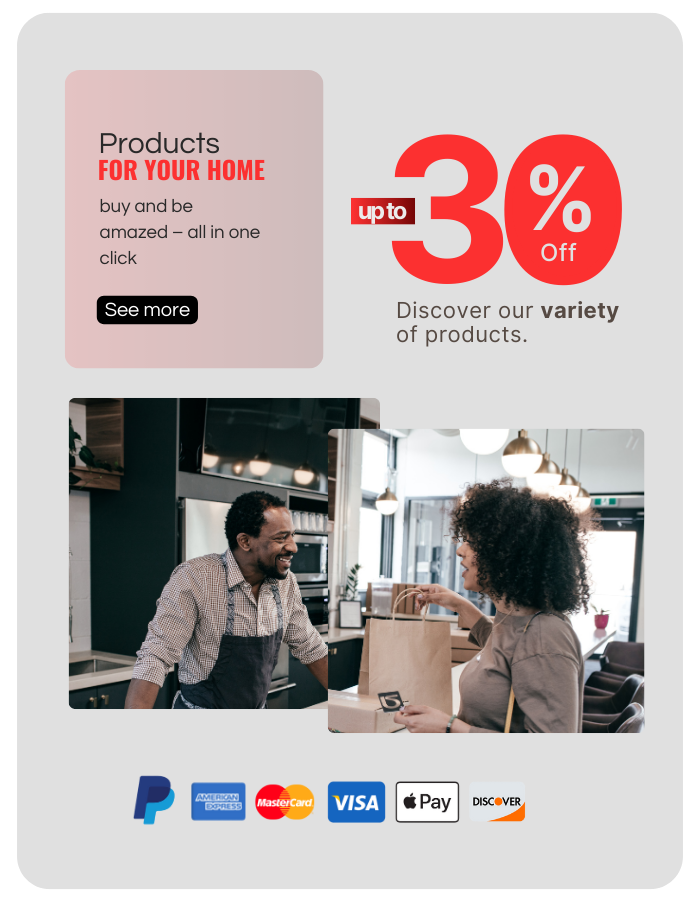 Products
FOR YOUR HOME
buy and be
amazed – all in one
click
See more
up to
30%
Off
Discover our variety
of products.
AMERICAN
EXPRESS
MasterCard
VISA
Pay
DISCOVER